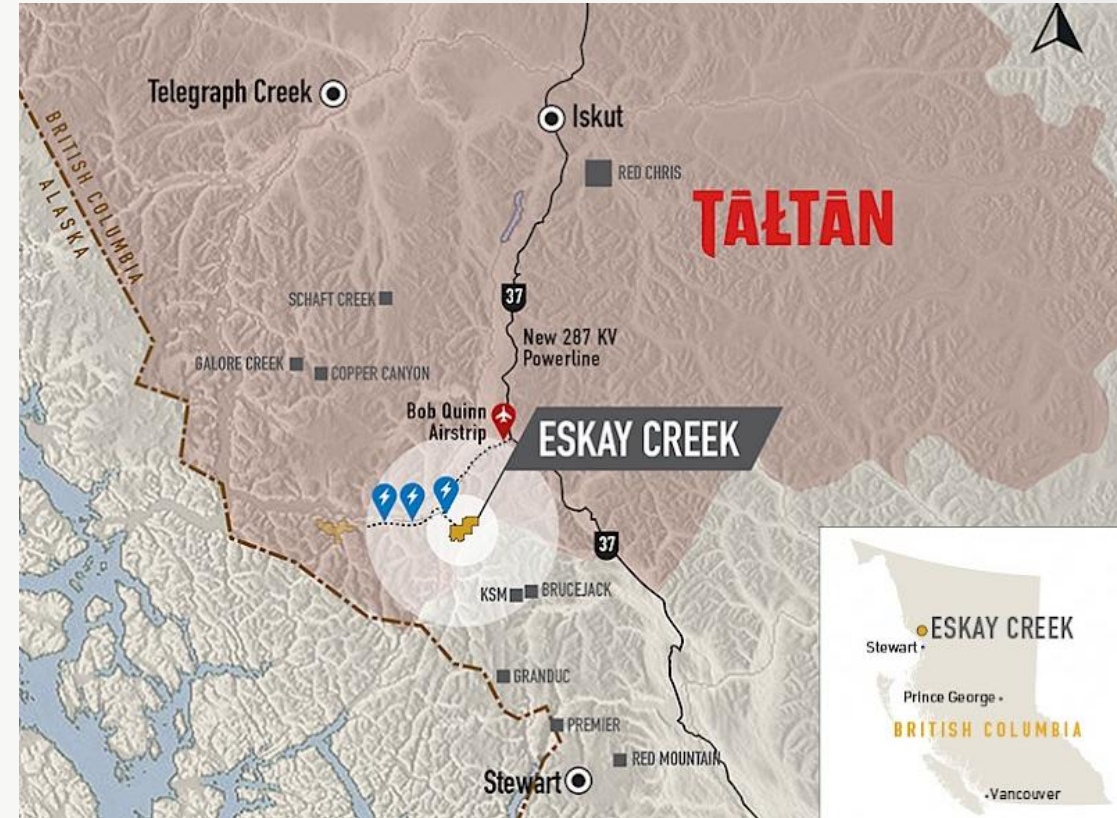 Telegraph Creek
Iskut
BRITISH COLUMBIA
ALASKA
RED CHRIS
TĀŁTĀN
SCHAFT CREEK
37
New 287 KV
Powerline
GALORE CREEK
COPPER CANYON
Bob Quinn
Airstrip
ESKAY CREEK
37
KSM
BRUCEJACK
GRANDUC
PREMIER
RED MOUNTAIN
Stewart
ESKAY CREEK
Stewart
Prince George
BRITISH COLUMBIA
Vancouver